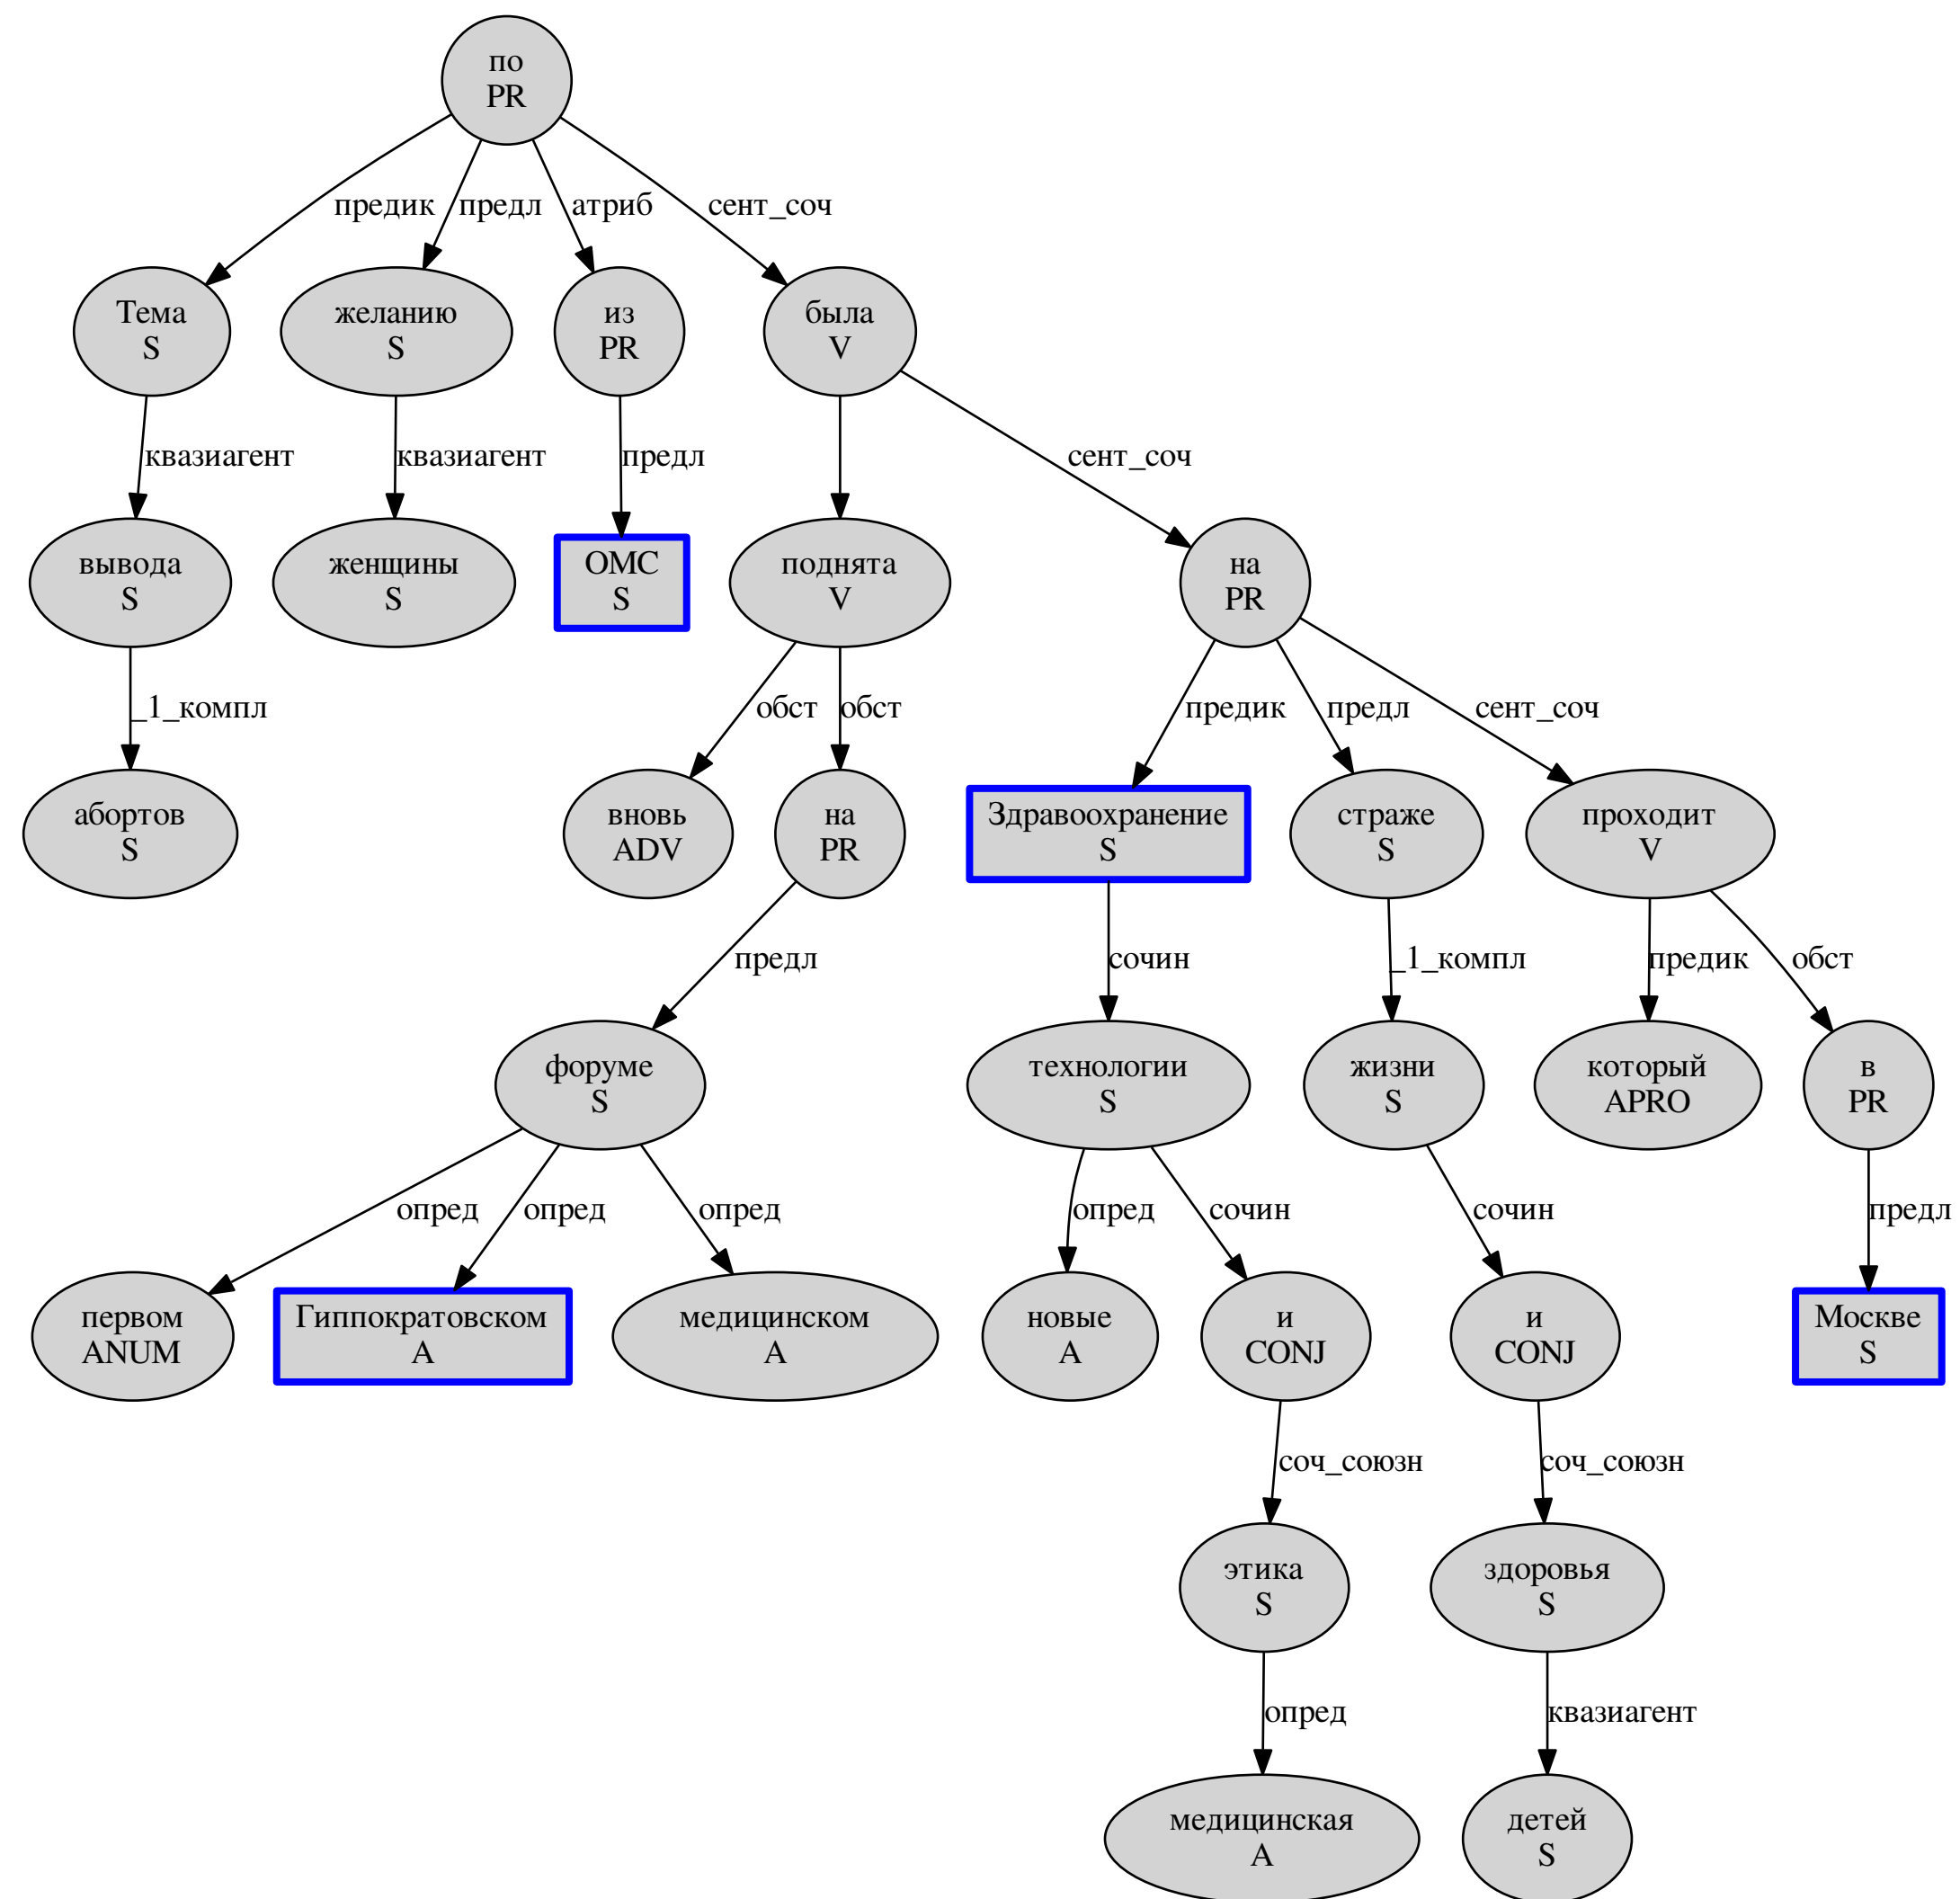 по
PR
предик
предл
атриб
сент_соч
Тема
S
желанию
S
из
PR
была
V
квазиагент
квазиагент
предл
сент_соч
вывода
S
женщины
S
ОМС
S
поднята
V
на
PR
_1_компл
обст
обст
предик
предл
сент_соч
абортов
S
вновь
ADV
на
PR
Здравоохранение
S
страже
S
проходит
V
предл
сочин
_1_компл
предик
обст
форуме
S
технологии
S
жизни
S
который
APRO
в
PR
опред
опред
опред
опред
сочин
сочин
предл
первом
ANUM
Гиппократовском
A
медицинском
A
новые
A
и
CONJ
и
CONJ
Москве
S
соч_союзн
соч_союзн
этика
S
здоровья
S
опред
квазиагент
медицинская
A
детей
S